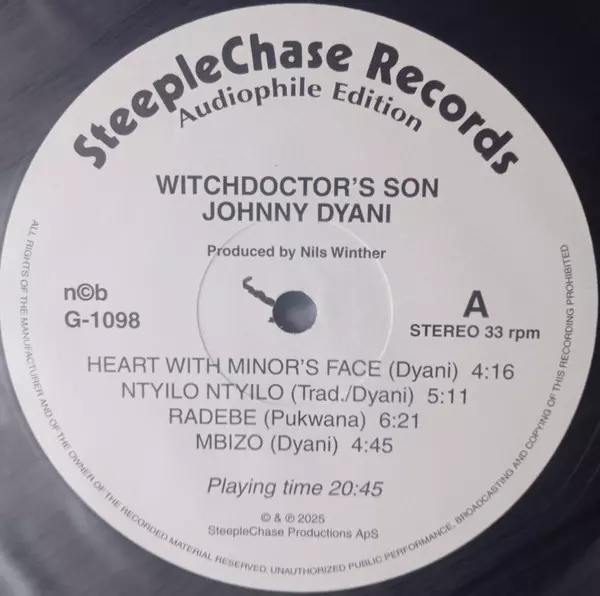 SteepleChase Records
Audiophile Edition
WITCHDOCTOR'S SON
JOHNNY DYANI
Produced by Nils Winther
n©b
G-1098
A
STEREO 33 rpm
HEART WITH MINOR'S FACE (Dyani) 4:16
NTYILO NTYILO (Trad./Dyani) 5:11
RADEBE (Pukwana) 6:21
MBIZO (Dyani) 4:45
Playing time 20:45
© & ℗ 2025
SteepleChase Productions ApS
ALL RIGHTS OF THE MANUFACTURER AND OF THE OWNER OF THE RECORDED MATERIAL RESERVED. UNAUTHORIZED PUBLIC PERFORMANCE, BROADCASTING AND COPYING OF THIS RECORDING PROHIBITED